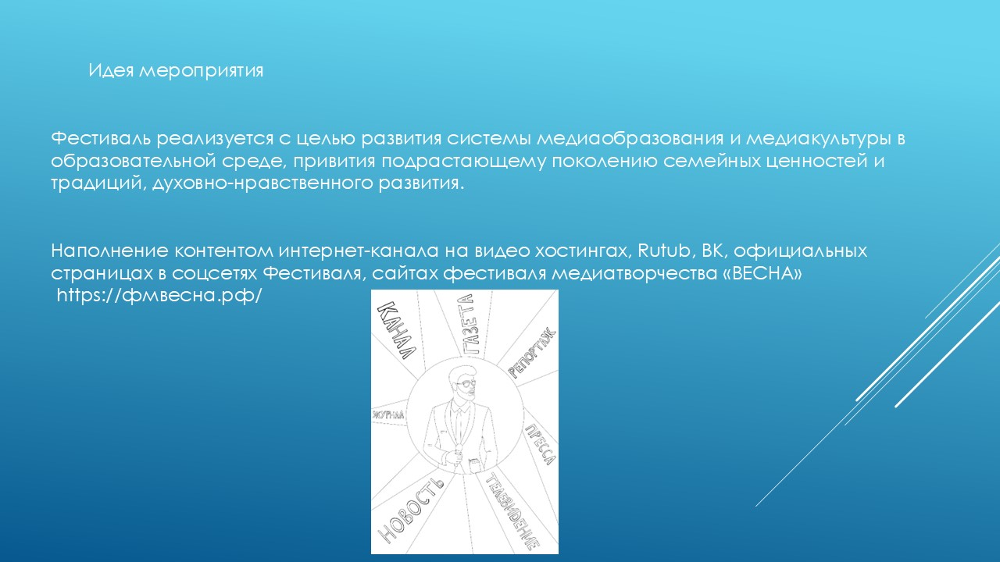 Идея мероприятия
Фестиваль реализуется с целью развития системы медиаобразования и медиакультуры в
образовательной среде, привития подрастающему поколению семейных ценностей и
традиций, духовно-нравственного развития.
Наполнение контентом интернет-канала на видео хостингах, Rutub, ВК, официальных
страницах в соцсетях Фестиваля, сайтах фестиваля медиатворчества «ВЕСНА»
https://фмвесна.рф/
КАНАЛ
ГАЗЕТА
РЕПОРТАЖ
ЖУРНАЛ
ПРЕССА
НОВОСТЬ
ТЕЛЕВИДЕНИЕ